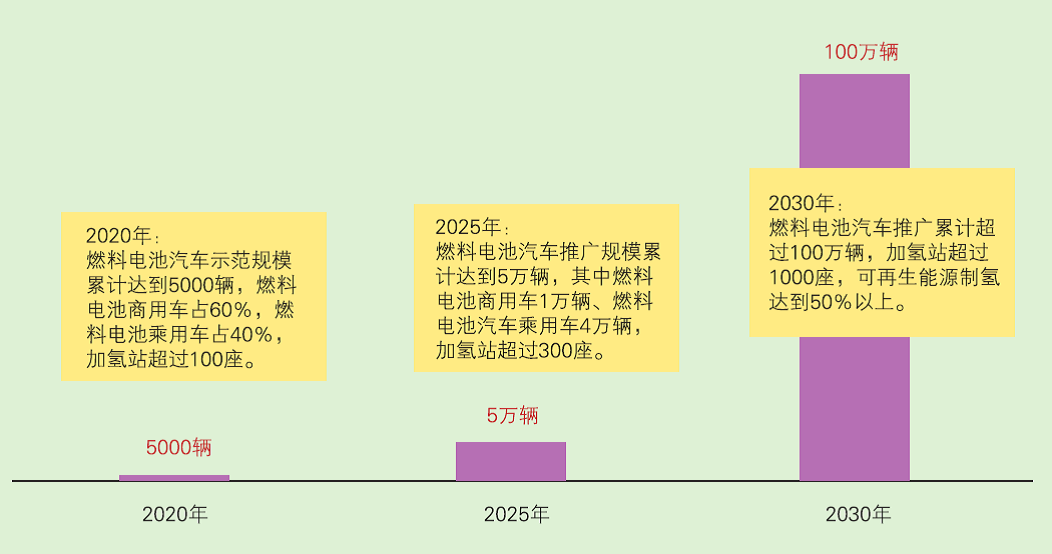 100万辆
2030年：
燃料电池汽车推广累计超
过100万辆，加氢站超过
1000座，可再生能源制氢
达到50%以上。
2025年：
燃料电池汽车推广规模累
计达到5万辆，其中燃料
电池商用车1万辆、燃料
电池汽车乘用车4万辆，
加氢站超过300座。
2020年：
燃料电池汽车示范规模
累计达到5000辆，燃料
电池商用车占60%，燃
料电池乘用车占40%，
加氢站超过100座。
5万辆
5000辆
2020年
2025年
2030年